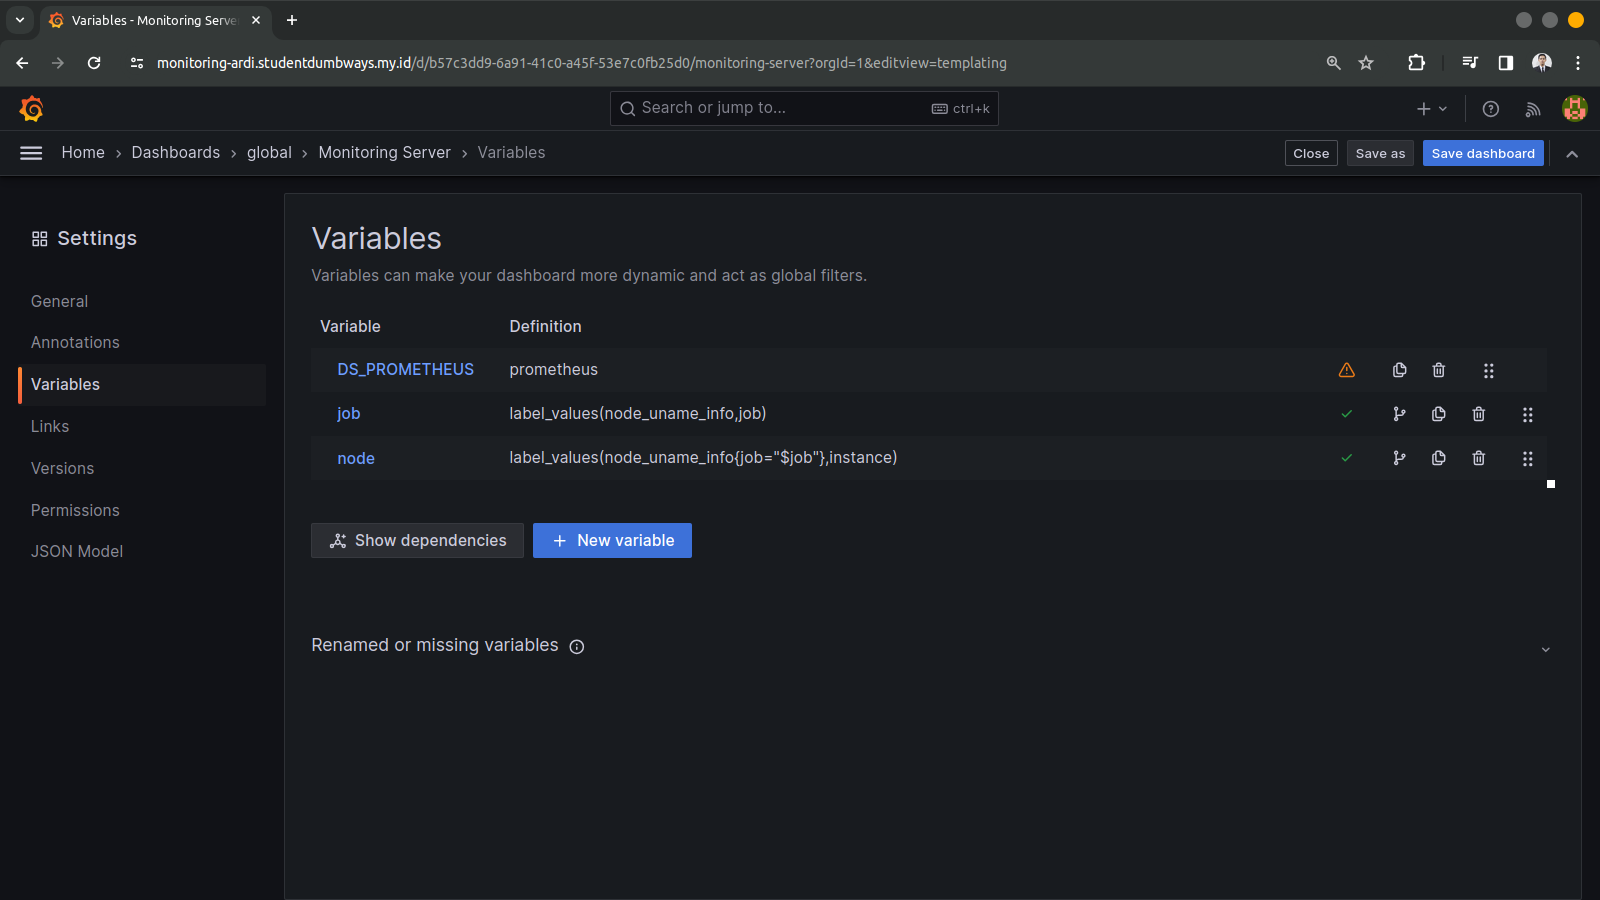 Variables - Monitoring Serve
monitoring-ardi.studentdumbways.my.id/d/b57c3dd9-6a91-41c0-a45f-53e7c0fb25d0/monitoring-server?orgId=1&editview=templating
Search or jump to...
ctrl+k
Home › Dashboards › global › Monitoring Server › Variables
Close
Save as
Save dashboard
Settings
General
Annotations
Variables
Links
Versions
Permissions
JSON Model
Variables
Variables can make your dashboard more dynamic and act as global filters.
Variable Definition
DS_PROMETHEUS prometheus
job label_values(node_uname_info,job)
node label_values(node_uname_info{job="$job"},instance)
Show dependencies
+ New variable
Renamed or missing variables